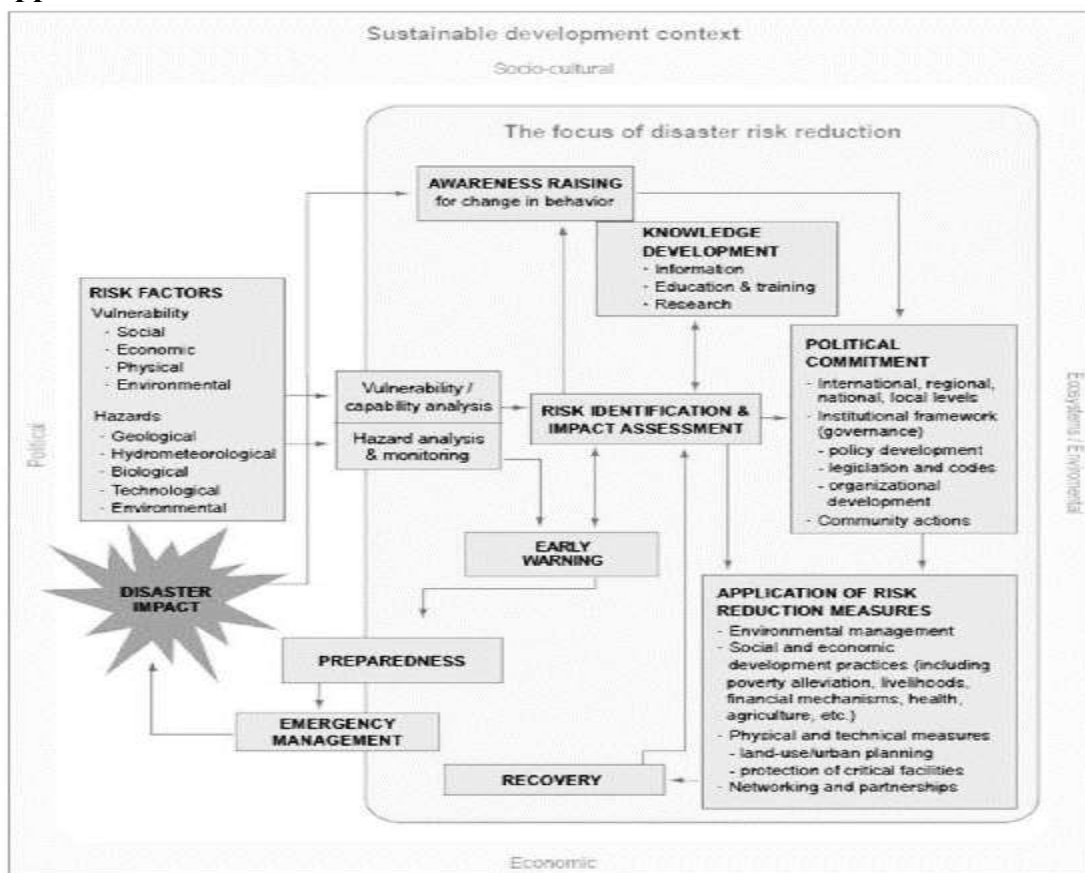 Sustainable development context
Socio-cultural
The focus of disaster risk reduction
AWARENESS RAISING
for change in behavior
KNOWLEDGE
DEVELOPMENT
- Information
- Education & training
- Research
RISK FACTORS
Vulnerability
- Social
- Economic
- Physical
- Environmental
Hazards
- Geological
- Hydrometeorological
- Biological
- Technological
- Environmental
Vulnerability /
capability analysis
Hazard analysis
& monitoring
RISK IDENTIFICATION &
IMPACT ASSESSMENT
POLITICAL
COMMITMENT
- International, regional,
national, local levels
- Institutional framework
(governance)
- policy development
- legislation and codes
- organizational
development
- Community actions
Political
Ecosystems / Enviromental
EARLY
WARNING
DISASTER
IMPACT
PREPAREDNESS
EMERGENCY
MANAGEMENT
APPLICATION OF RISK
REDUCTION MEASURES
- Environmental management
- Social and economic
development practices (including
poverty alleviation, livelihoods,
financial mechanisms, health,
agriculture, etc.)
- Physical and technical measures
- land-use/urban planning
- protection of critical facilities
- Networking and partnerships
RECOVERY
Economic